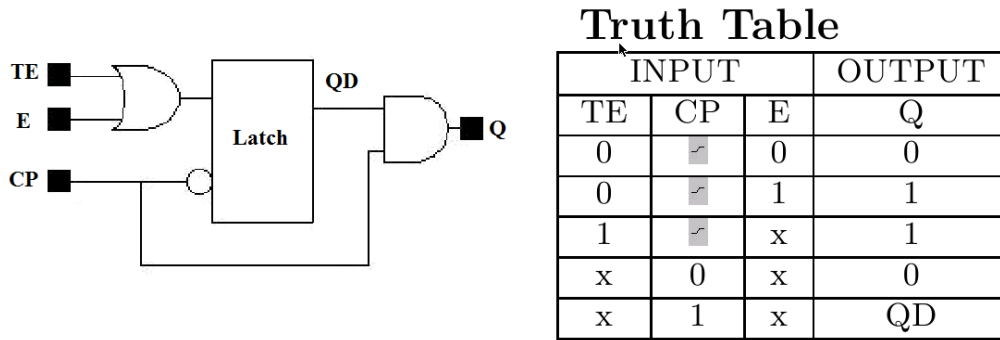 TE
E
CP
QD
Latch
Q
Truth Table
INPUT OUTPUT
TE CP E Q
0 0 0
0 1 1
1 x 1
x 0 x 0
x 1 x QD